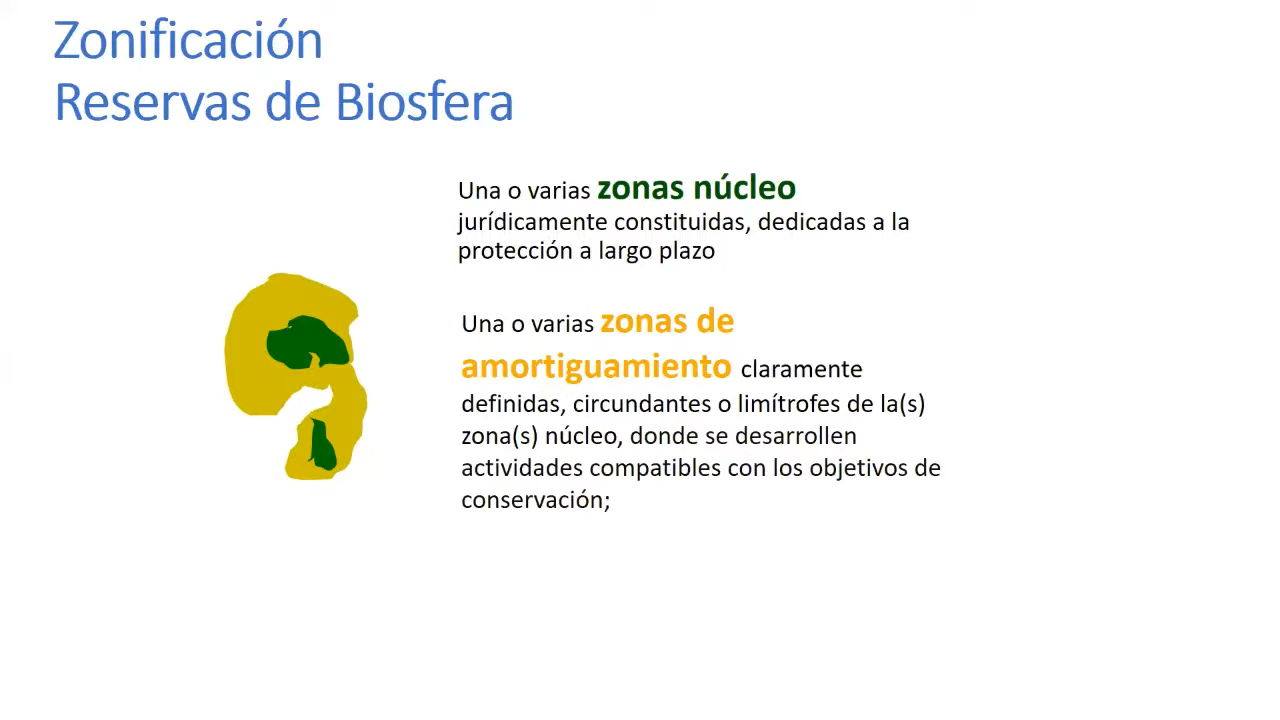 Zonificación
Reservas de Biosfera
Una o varias zonas núcleo
jurídicamente constituidas, dedicadas a la
protección a largo plazo
Una o varias zonas de
amortiguamiento claramente
definidas, circundantes o limítrofes de la(s)
zona(s) núcleo, donde se desarrollen
actividades compatibles con los objetivos de
conservación;